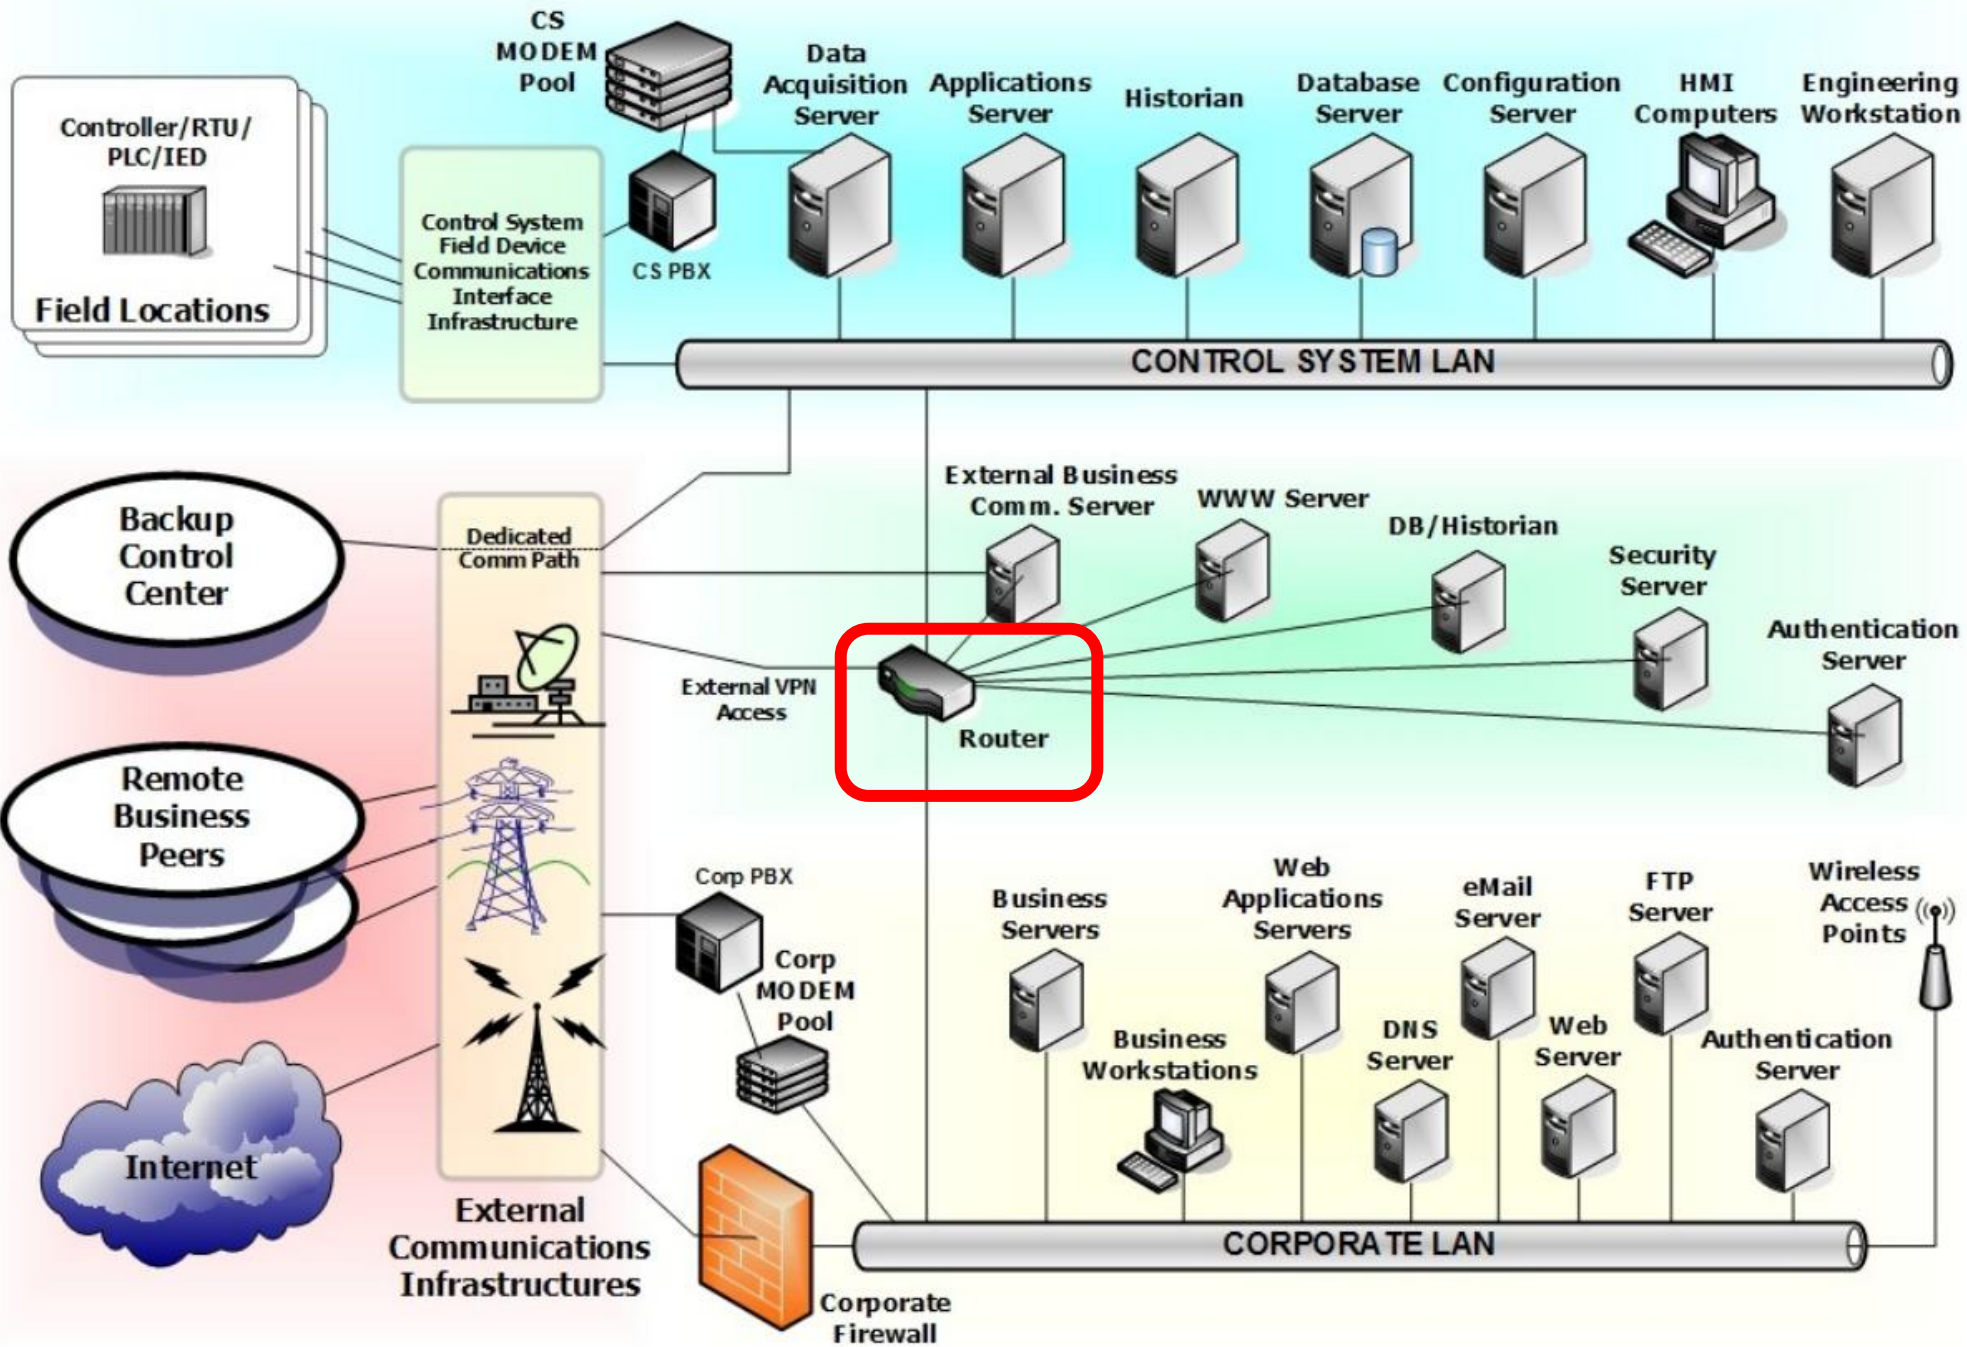 CS
MODEM
Pool
Data
Acquisition
Server
Applications
Server
Historian
Database
Server
Configuration
Server
HMI
Computers
Engineering
Workstation
Controller/RTU/
PLC/IED
Field Locations
Control System
Field Device
Communications
Interface
Infrastructure
CS PBX
CONTROL SYSTEM LAN
Backup
Control
Center
Dedicated
Comm Path
External Business
Comm. Server
WWW Server
DB/Historian
Security
Server
Authentication
Server
External VPN
Access
Router
Remote
Business
Peers
Corp PBX
Corp
MODEM
Pool
Business
Servers
Business
Workstations
Web
Applications
Servers
DNS
Server
eMail
Server
Web
Server
FTP
Server
Authentication
Server
Wireless
Access
Points
Internet
External
Communications
Infrastructures
CORPORATE LAN
Corporate
Firewall